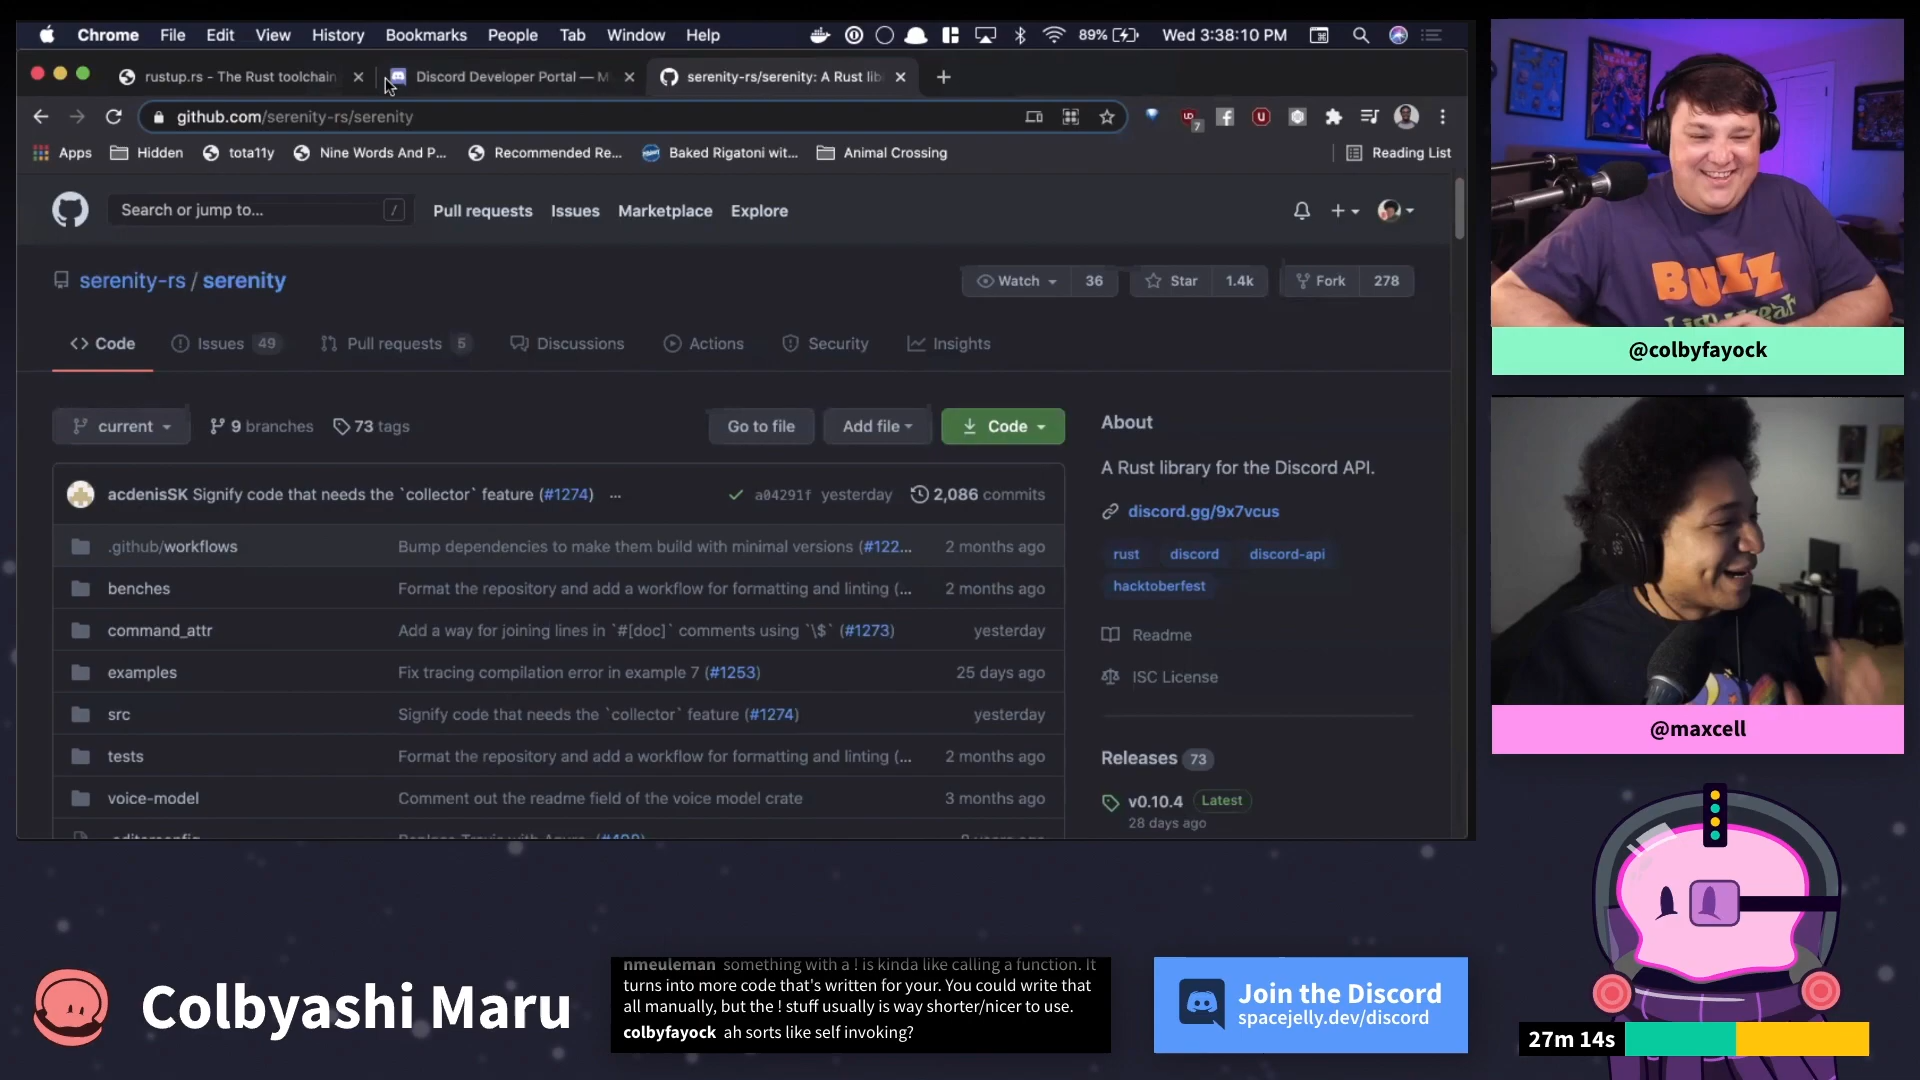 Chrome File Edit View History Bookmarks People Tab Window Help 89% Wed 3:38:10 PM
rustup.rs - The Rust toolchain
Discord Developer Portal — M
serenity-rs/serenity: A Rust lib
github.com/serenity-rs/serenity
7
Apps Hidden tota11y Nine Words And P... Recommended Re... Baked Rigatoni wit... Animal Crossing Reading List
Search or jump to... / Pull requests Issues Marketplace Explore
serenity-rs / serenity
Watch 36 Star 1.4k Fork 278
Code Issues 49 Pull requests 5 Discussions Actions Security Insights
current 9 branches 73 tags Go to file Add file Code
acdenisSK Signify code that needs the `collector` feature (#1274) ... a04291f yesterday 2,086 commits
.github/workflows Bump dependencies to make them build with minimal versions (#122... 2 months ago
benches Format the repository and add a workflow for formatting and linting (... 2 months ago
command_attr Add a way for joining lines in `#[doc]` comments using `\$` (#1273) yesterday
examples Fix tracing compilation error in example 7 (#1253) 25 days ago
src Signify code that needs the `collector` feature (#1274) yesterday
tests Format the repository and add a workflow for formatting and linting (... 2 months ago
voice-model Comment out the readme field of the voice model crate 3 months ago
About
A Rust library for the Discord API.
discord.gg/9x7vcus
rust discord discord-api
hacktoberfest
Readme
ISC License
Releases 73
v0.10.4 Latest
28 days ago
BUZZ
@colbyfayock
@maxcell
Colbyashi Maru
nmeuleman something with a ! is kinda like calling a function. It
turns into more code that's written for your. You could write that
all manually, but the ! stuff usually is way shorter/nicer to use.
colbyfayock ah sorts like self invoking?
Join the Discord
spacejelly.dev/discord
27m 14s